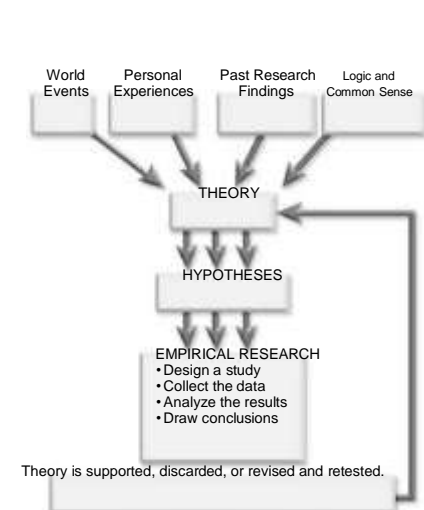 World Events
Personal Experiences
Past Research Findings
Logic and Common Sense
THEORY
HYPOTHESES
EMPIRICAL RESEARCH
• Design a study
• Collect the data
• Analyze the results
• Draw conclusions
Theory is supported, discarded, or revised and retested.